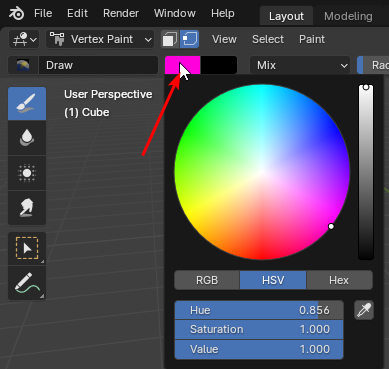 File Edit Render Window Help Layout Modeling
Vertex Paint View Select Paint
Draw Mix Rac
User Perspective
(1) Cube
RGB HSV Hex
Hue 0.856
Saturation 1.000
Value 1.000